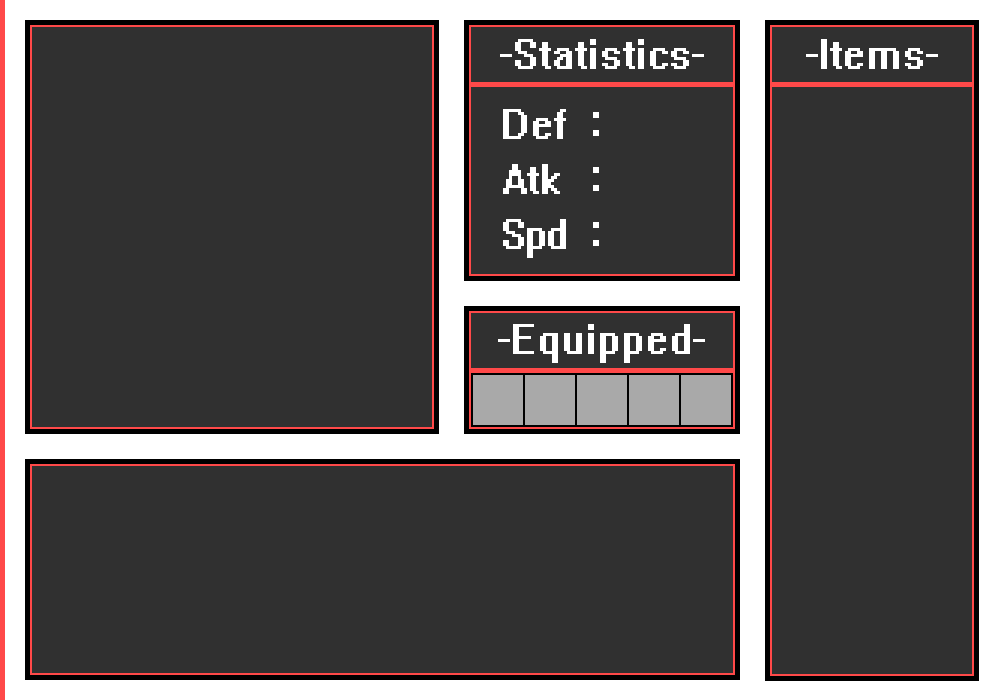 -Statistics-
Def :
Atk :
Spd :
-Equipped-
-Items-